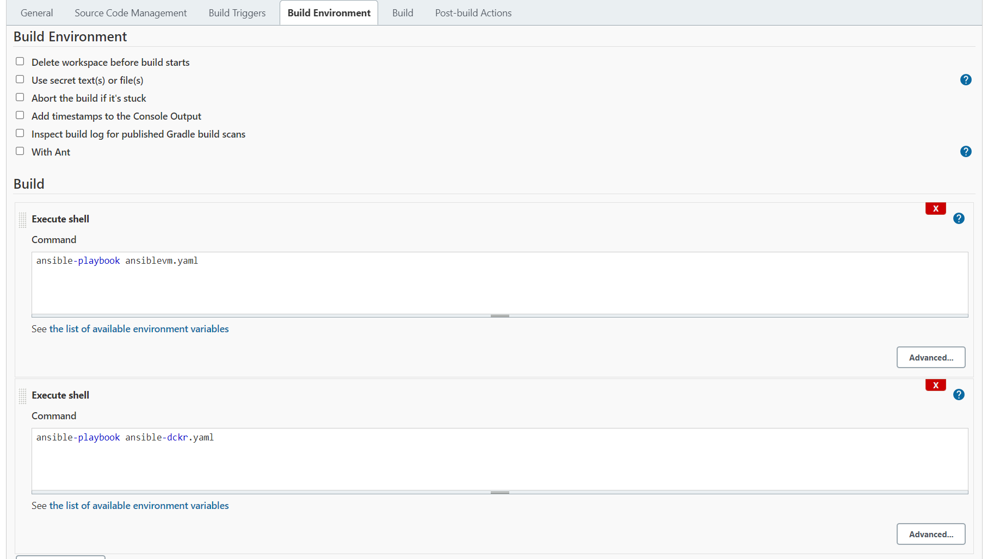 General Source Code Management Build Triggers Build Environment Build Post-build Actions
Build Environment
Delete workspace before build starts
Use secret text(s) or file(s)
?
Abort the build if it's stuck
Add timestamps to the Console Output
Inspect build log for published Gradle build scans
With Ant
?
Build
X
Execute shell
?
Command
ansible-playbook ansiblevm.yaml
See the list of available environment variables
Advanced...
X
Execute shell
?
Command
ansible-playbook ansible-dckr.yaml
See the list of available environment variables
Advanced...